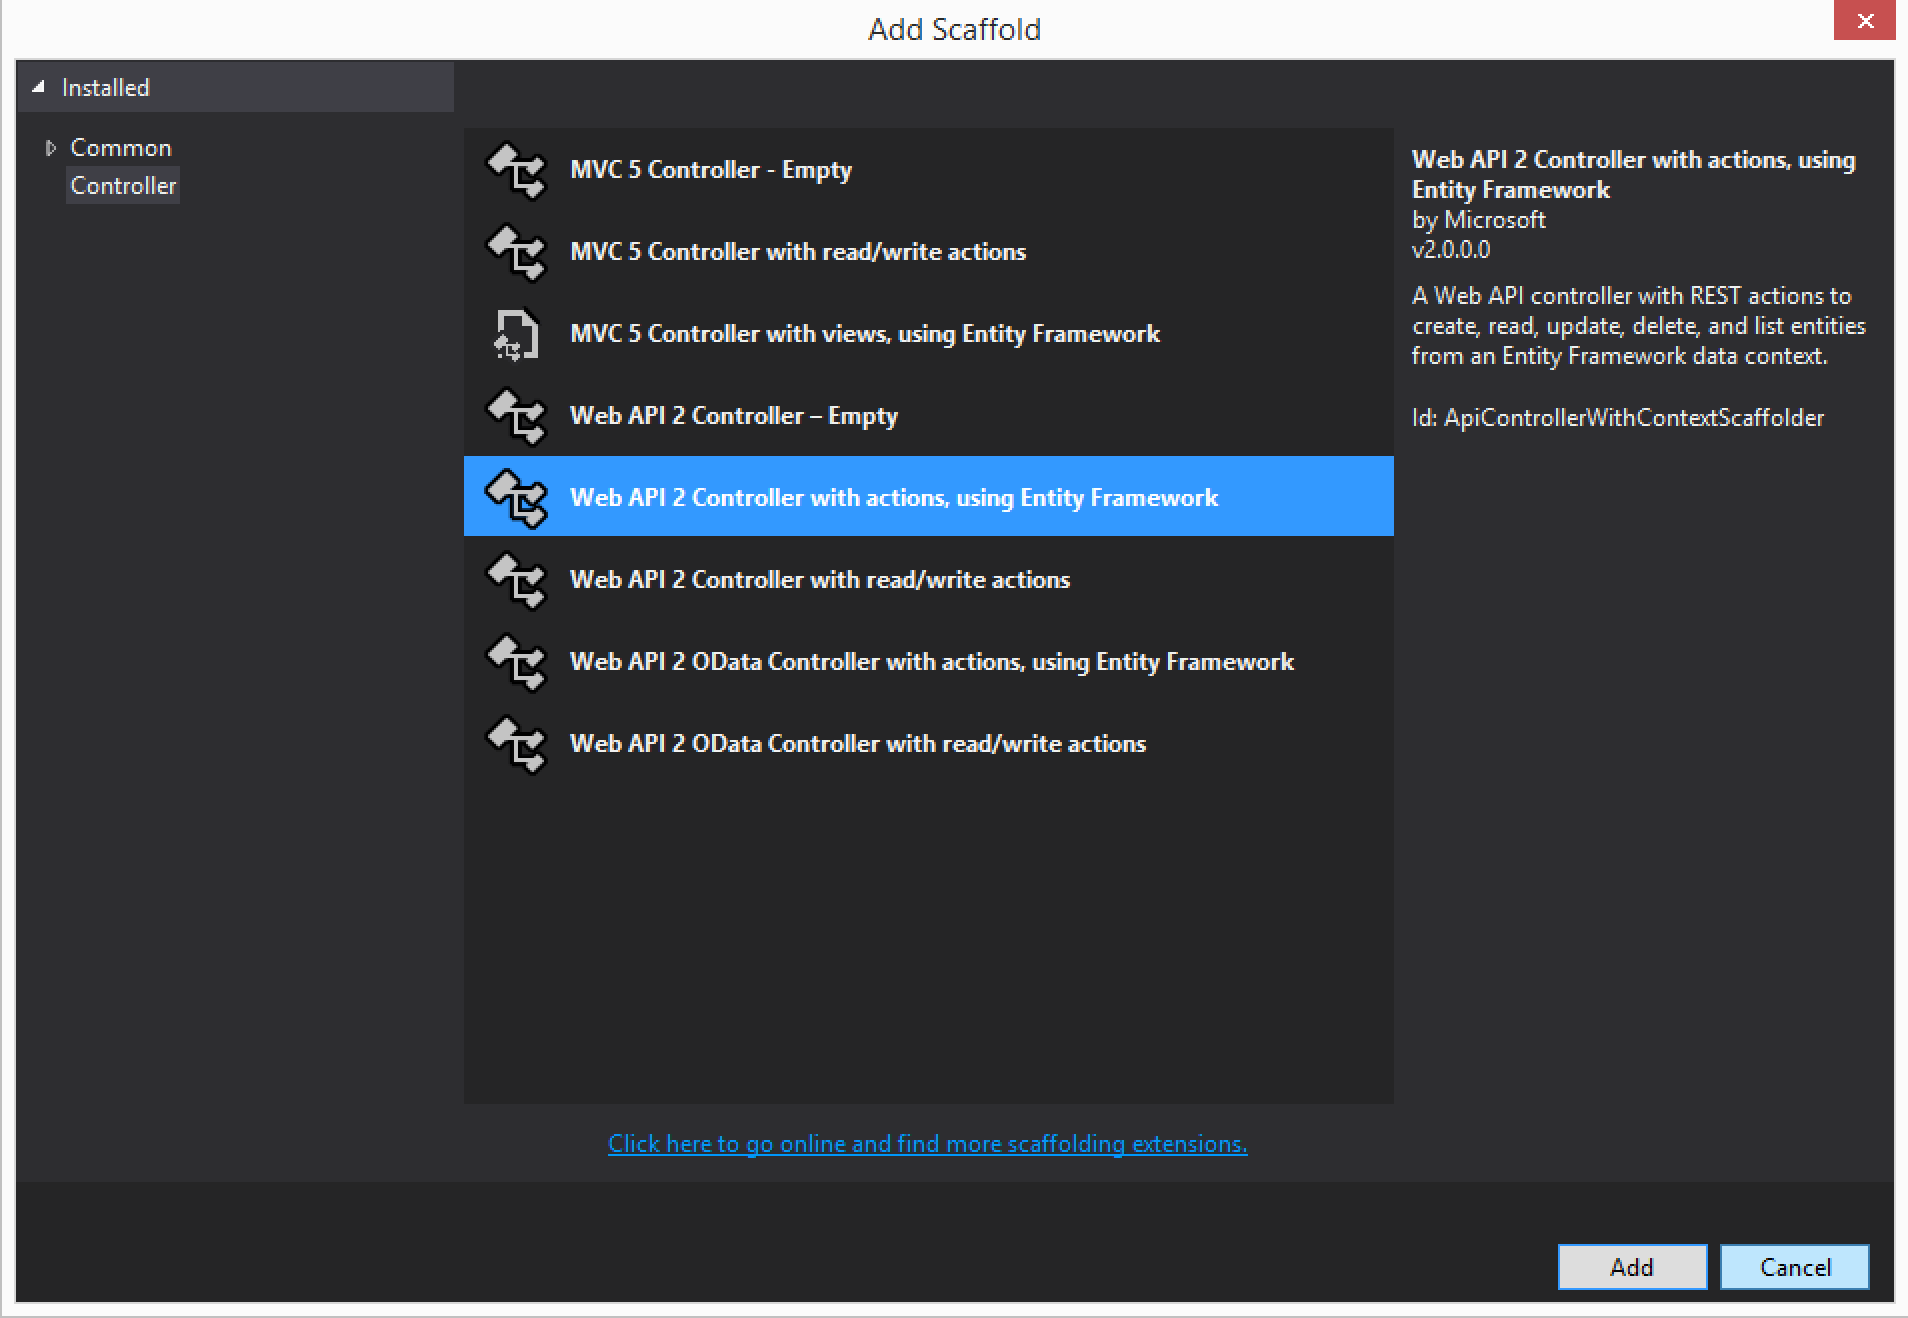 Add Scaffold
Installed
Common
Controller
MVC 5 Controller - Empty
MVC 5 Controller with read/write actions
MVC 5 Controller with views, using Entity Framework
Web API 2 Controller – Empty
Web API 2 Controller with actions, using Entity Framework
Web API 2 Controller with read/write actions
Web API 2 OData Controller with actions, using Entity Framework
Web API 2 OData Controller with read/write actions
Click here to go online and find more scaffolding extensions.
Web API 2 Controller with actions, using
Entity Framework
by Microsoft
v2.0.0.0
A Web API controller with REST actions to
create, read, update, delete, and list entities
from an Entity Framework data context.
Id: ApiControllerWithContextScaffolder
Add
Cancel